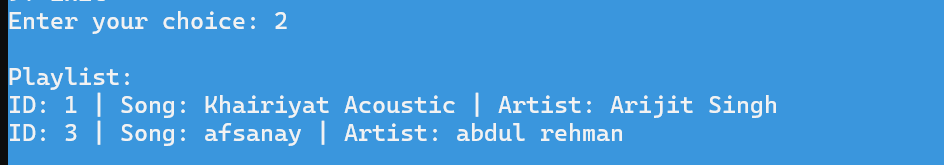 Enter your choice: 2
Playlist:
ID: 1 | Song: Khairiyat Acoustic | Artist: Arijit Singh
ID: 3 | Song: afsanay | Artist: abdul rehman